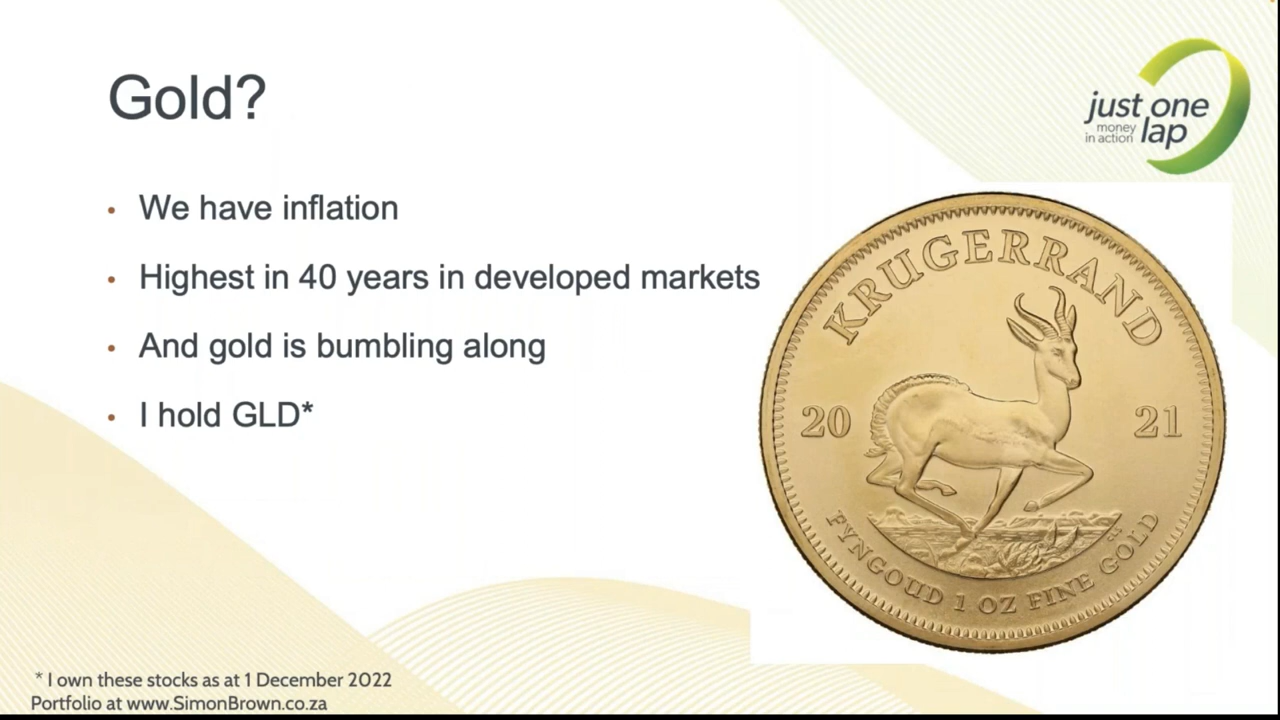 Gold?
just one
money
in action lap
• We have inflation
• Highest in 40 years in developed markets
• And gold is bumbling along
• I hold GLD*
KRUGERRAND
20 21
FYNGOUD 1 OZ FINE GOLD
* I own these stocks as at 1 December 2022
Portfolio at www.SimonBrown.co.za